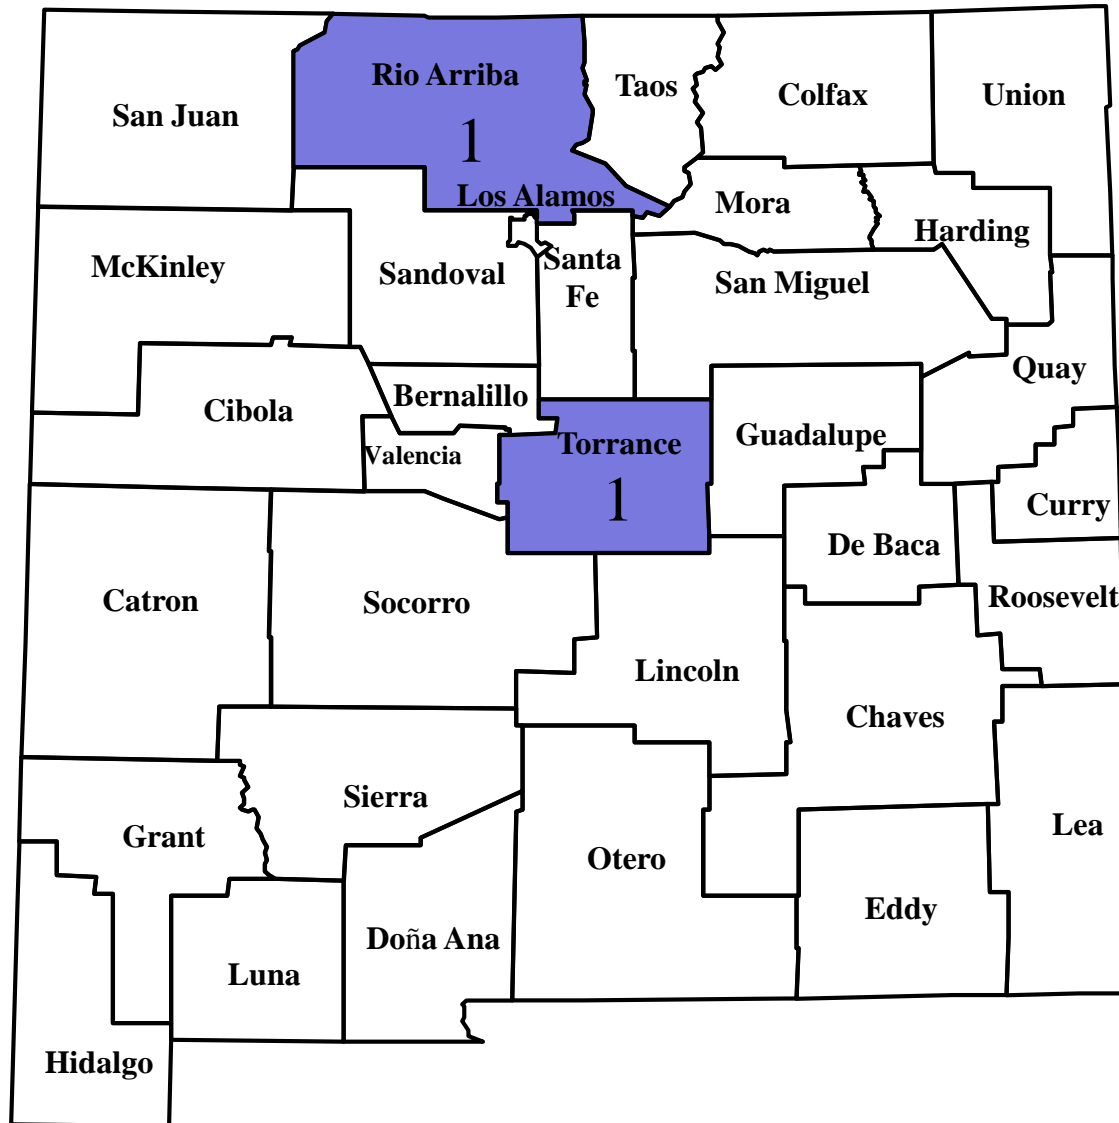 Rio Arriba
Taos
Colfax
Union
San Juan
1
Los Alamos
Mora
Harding
McKinley
Sandoval
Santa
Fe
San Miguel
Quay
Bernalillo
Cibola
Torrance
Guadalupe
Valencia
1
Curry
De Baca
Catron
Socorro
Roosevelt
Lincoln
Chaves
Sierra
Grant
Lea
Otero
Eddy
Doña Ana
Luna
Hidalgo